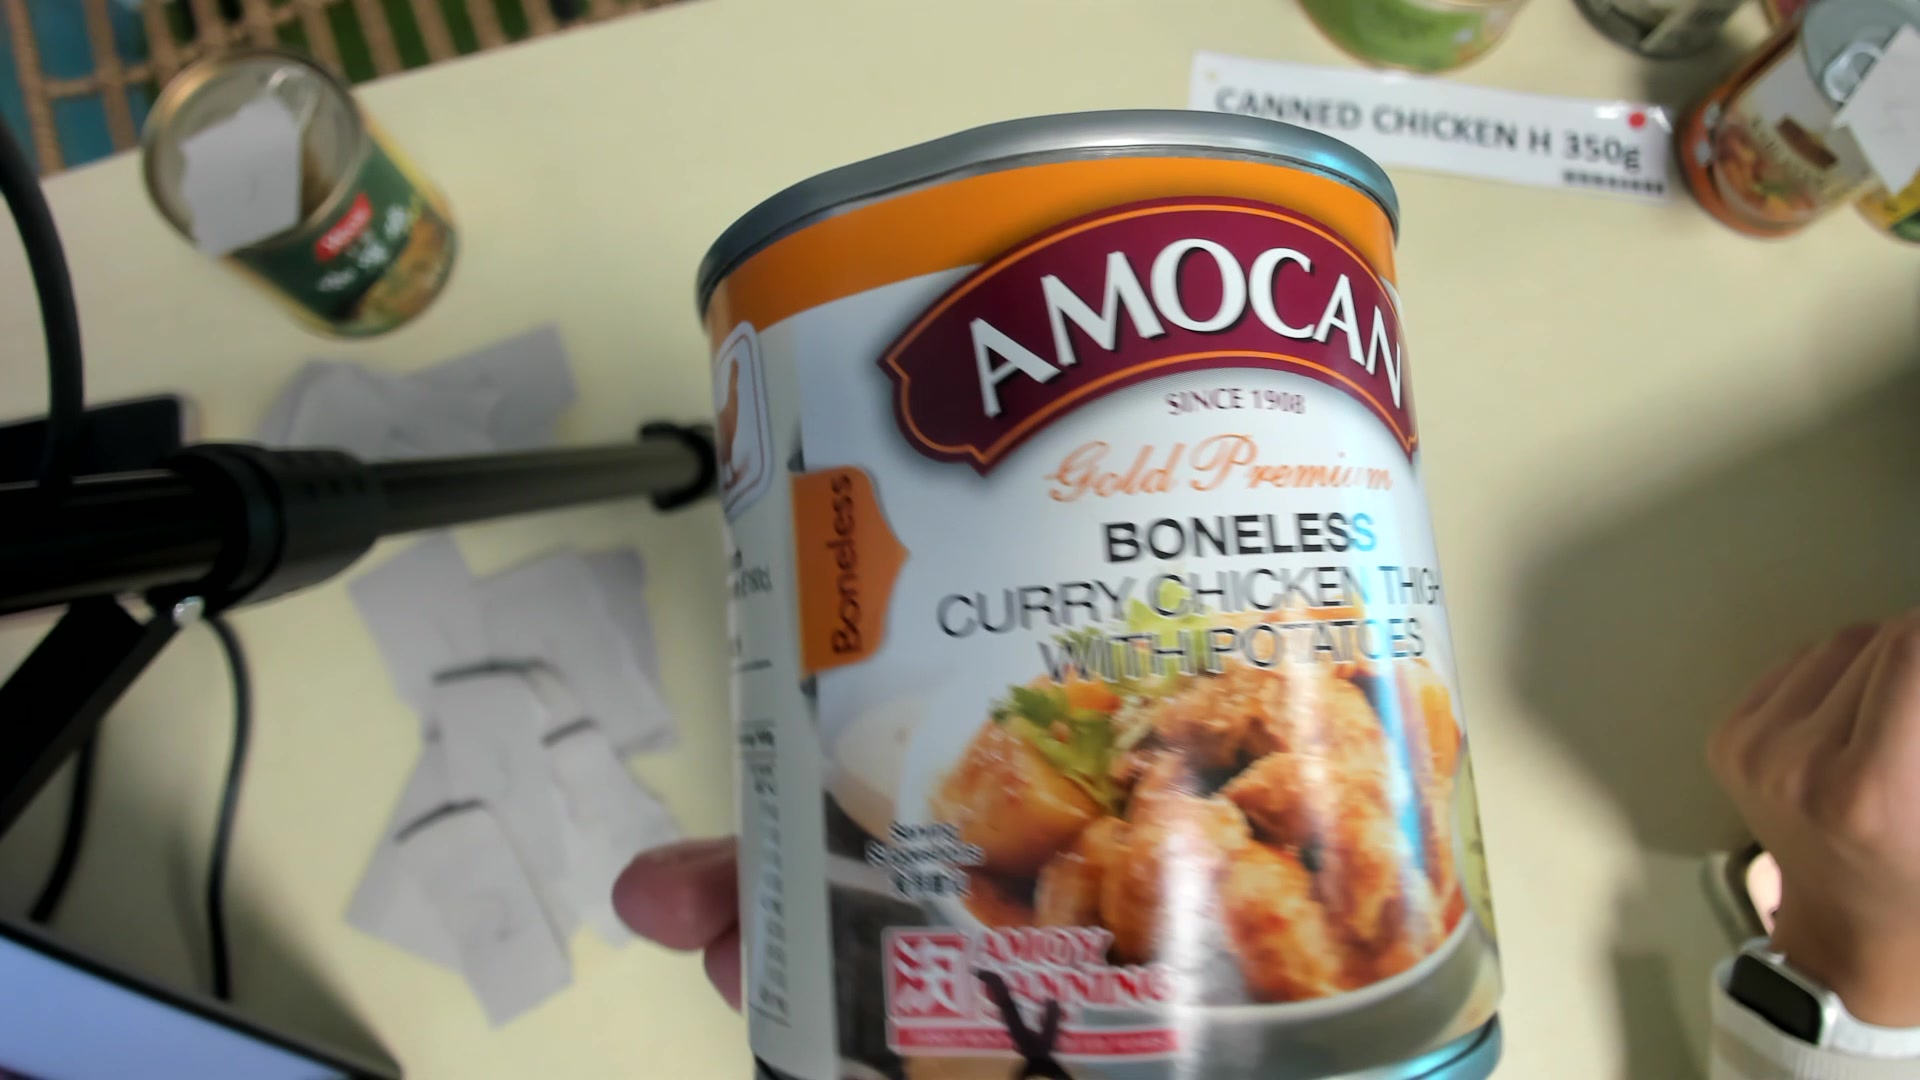 CANNED CHICKEN H 350g
AMOCAN
SINCE 1908
Gold Premium
BONELESS
CURRY CHICKEN THIGH
WITH POTATOES
Boneless
AMOY
CANNING